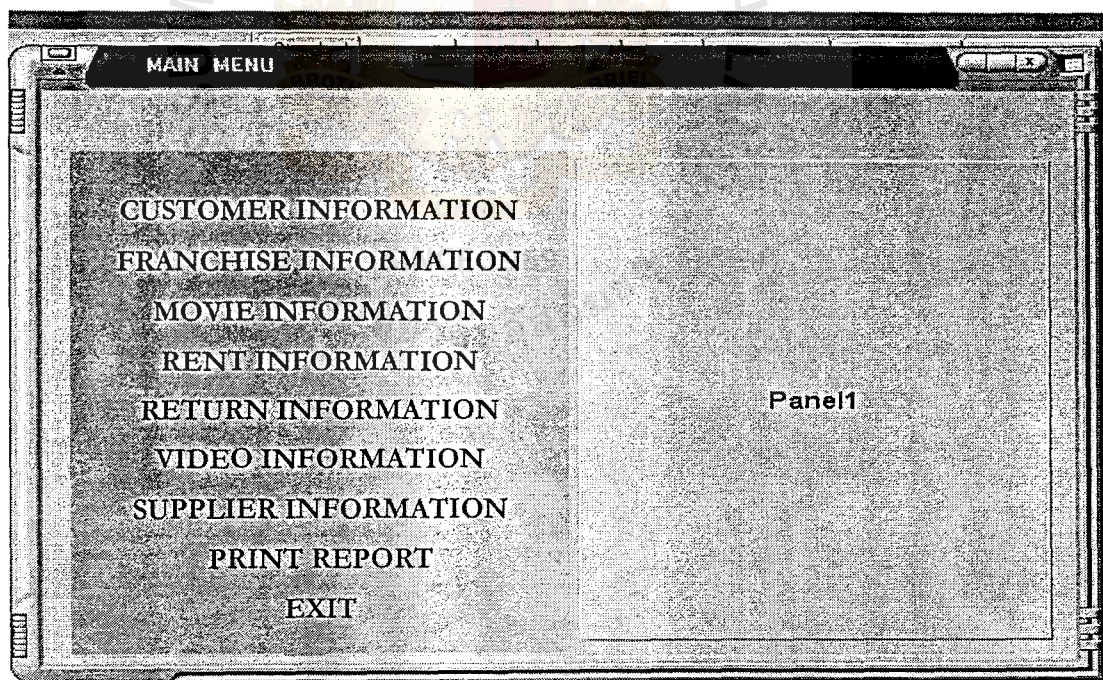 MAIN MENU
CUSTOMER INFORMATION
FRANCHISE INFORMATION
MOVIE INFORMATION
RENT INFORMATION
RETURN INFORMATION
VIDEO INFORMATION
SUPPLIER INFORMATION
PRINT REPORT
EXIT
Panel1